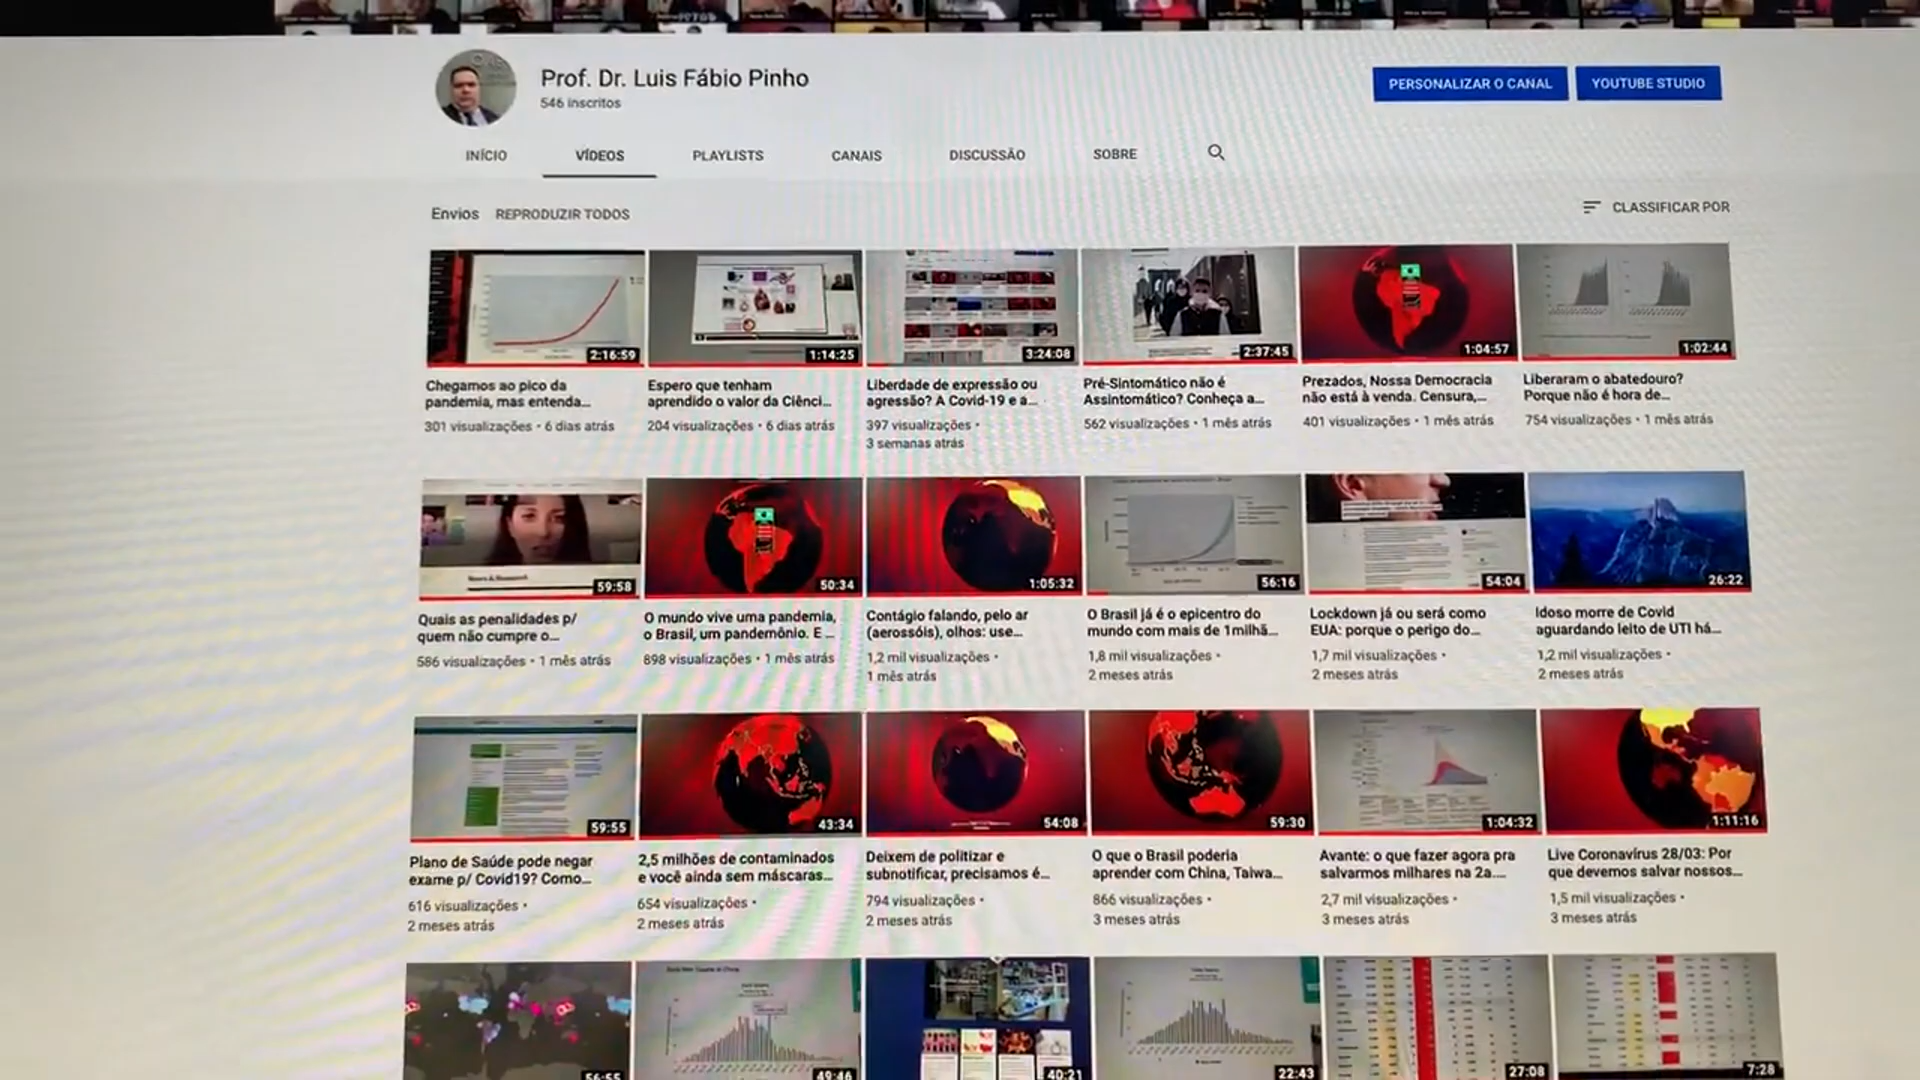 Prof. Dr. Luis Fábio Pinho
546 inscritos
PERSONALIZAR O CANAL
YOUTUBE STUDIO
INÍCIO
VÍDEOS
PLAYLISTS
CANAIS
DISCUSSÃO
SOBRE
Envios
REPRODUZIR TODOS
CLASSIFICAR POR
2:16:59
1:14:25
3:24:08
2:37:45
1:04:57
1:02:44
Chegamos ao pico da
pandemia, mas entenda...
301 visualizações • 6 dias atrás
Espero que tenham
aprendido o valor da Ciênci...
204 visualizações • 6 dias atrás
Liberdade de expressão ou
agressão? A Covid-19 e a...
397 visualizações •
3 semanas atrás
Pré-Sintomático não é
Assintomático? Conheça a...
562 visualizações • 1 mês atrás
Prezados, Nossa Democracia
não está à venda. Censura,...
401 visualizações • 1 mês atrás
Liberaram o abatedouro?
Porque não é hora de...
754 visualizações • 1 mês atrás
59:58
50:34
1:05:32
56:16
54:04
26:22
Quais as penalidades p/
quem não cumpre o...
586 visualizações • 1 mês atrás
O mundo vive uma pandemia,
o Brasil, um pandemônio. E ...
898 visualizações • 1 mês atrás
Contágio falando, pelo ar
(aerossóis), olhos: use...
1,2 mil visualizações •
1 mês atrás
O Brasil já é o epicentro do
mundo com mais de 1milhã...
1,8 mil visualizações •
2 meses atrás
Lockdown já ou será como
EUA: porque o perigo do...
1,7 mil visualizações •
2 meses atrás
Idoso morre de Covid
aguardando leito de UTI há...
1,2 mil visualizações •
2 meses atrás
59:55
43:34
54:08
59:30
1:04:32
1:11:16
Plano de Saúde pode negar
exame p/ Covid19? Como...
616 visualizações •
2 meses atrás
2,5 milhões de contaminados
e você ainda sem máscaras...
654 visualizações •
2 meses atrás
Deixem de politizar e
subnotificar, precisamos é...
794 visualizações •
2 meses atrás
O que o Brasil poderia
aprender com China, Taiwa...
866 visualizações •
3 meses atrás
Avante: o que fazer agora pra
salvarmos milhares na 2a....
2,7 mil visualizações •
3 meses atrás
Live Coronavírus 28/03: Por
que devemos salvar nossos...
1,5 mil visualizações •
3 meses atrás
56:55
49:46
40:21
22:43
27:08
7:28